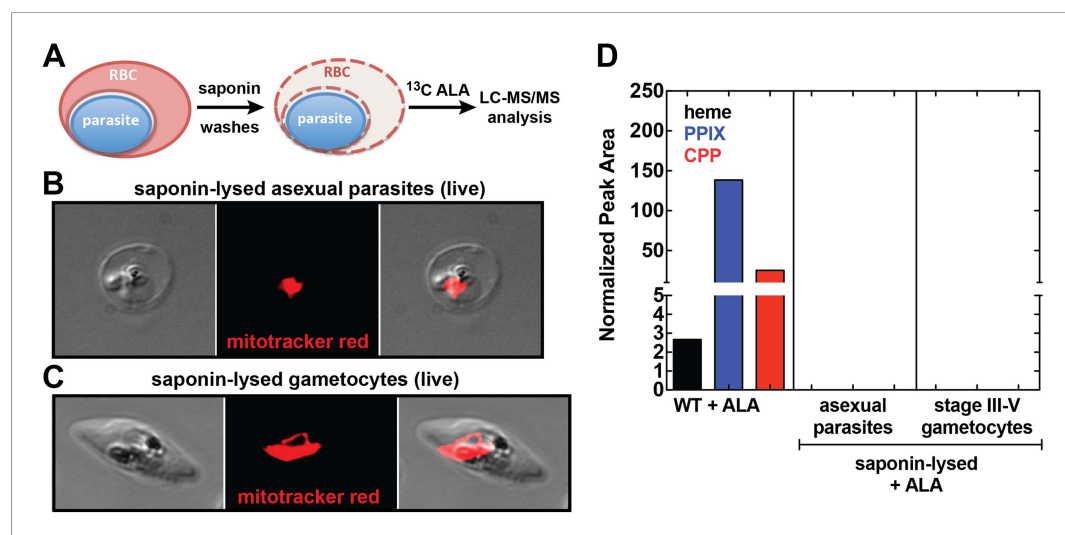 A
RBC
parasite
saponin
washes
RBC
parasite
¹³C ALA
LC-MS/MS
analysis
B
saponin-lysed asexual parasites (live)
mitotracker red
C
saponin-lysed gametocytes (live)
mitotracker red
D
Normalized Peak Area
250
200
150
100
50
5
4
3
2
1
0
heme
PPIX
CPP
WT + ALA
asexual
parasites
stage III-V
gametocytes
saponin-lysed
+ ALA